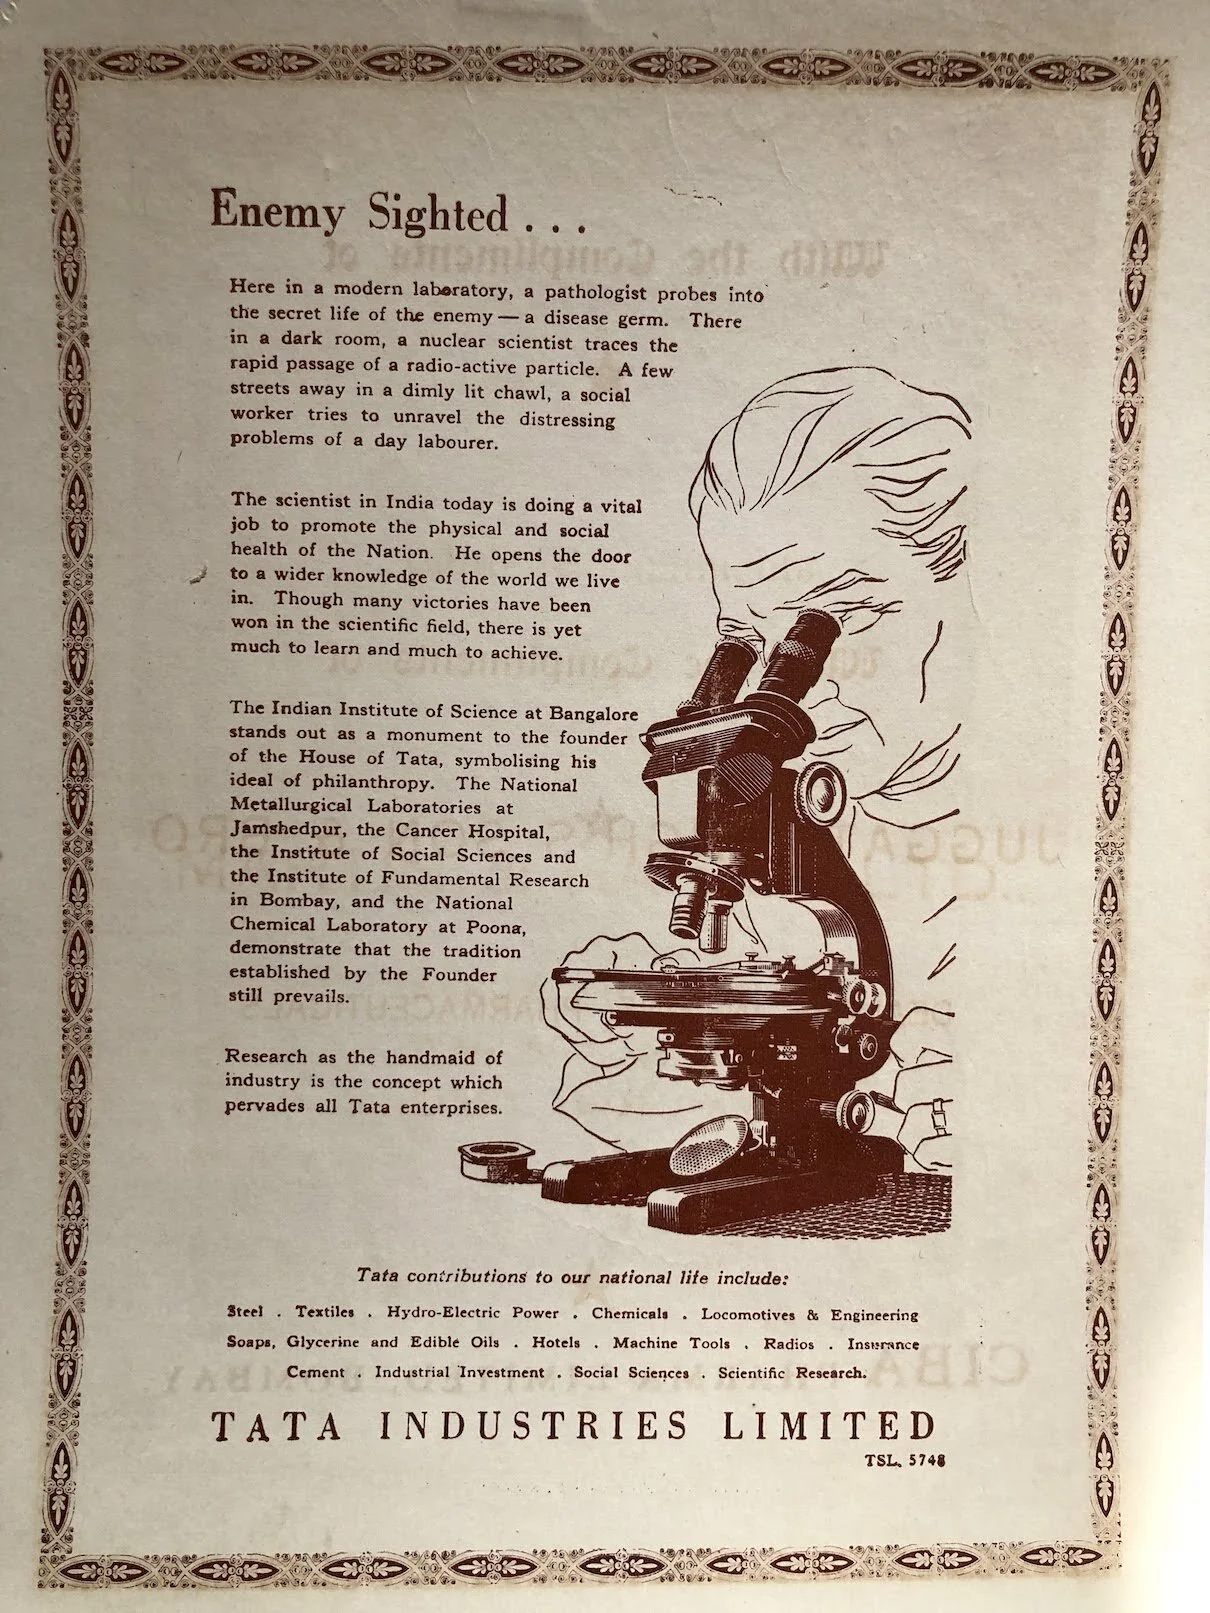 Enemy Sighted . . .
Here in a modern laboratory, a pathologist probes into
the secret life of the enemy — a disease germ. There
in a dark room, a nuclear scientist traces the
rapid passage of a radio-active particle. A few
streets away in a dimly lit chawl, a social
worker tries to unravel the distressing
problems of a day labourer.
The scientist in India today is doing a vital
job to promote the physical and social
health of the Nation. He opens the door
to a wider knowledge of the world we live
in. Though many victories have been
won in the scientific field, there is yet
much to learn and much to achieve.
The Indian Institute of Science at Bangalore
stands out as a monument to the founder
of the House of Tata, symbolising his
ideal of philanthropy. The National
Metallurgical Laboratories at
Jamshedpur, the Cancer Hospital,
the Institute of Social Sciences and
the Institute of Fundamental Research
in Bombay, and the National
Chemical Laboratory at Poona,
demonstrate that the tradition
established by the Founder
still prevails.
Research as the handmaid of
industry is the concept which
pervades all Tata enterprises.
Tata contributions to our national life include:
Steel . Textiles . Hydro-Electric Power . Chemicals . Locomotives & Engineering
Soaps, Glycerine and Edible Oils . Hotels . Machine Tools . Radios . Insurance
Cement . Industrial Investment . Social Sciences . Scientific Research.
TATA INDUSTRIES LIMITED
TSL. 5748